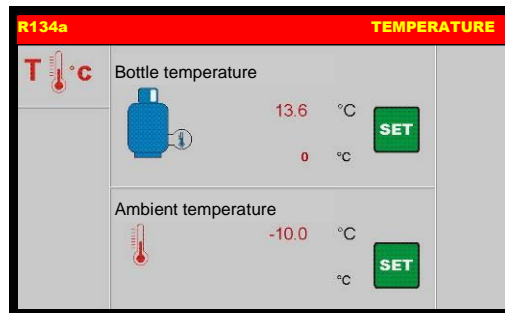 R134a TEMPERATURE
T °C
Bottle temperature
13.6 °C
SET
0 °C
Ambient temperature
-10.0 °C
SET
°C